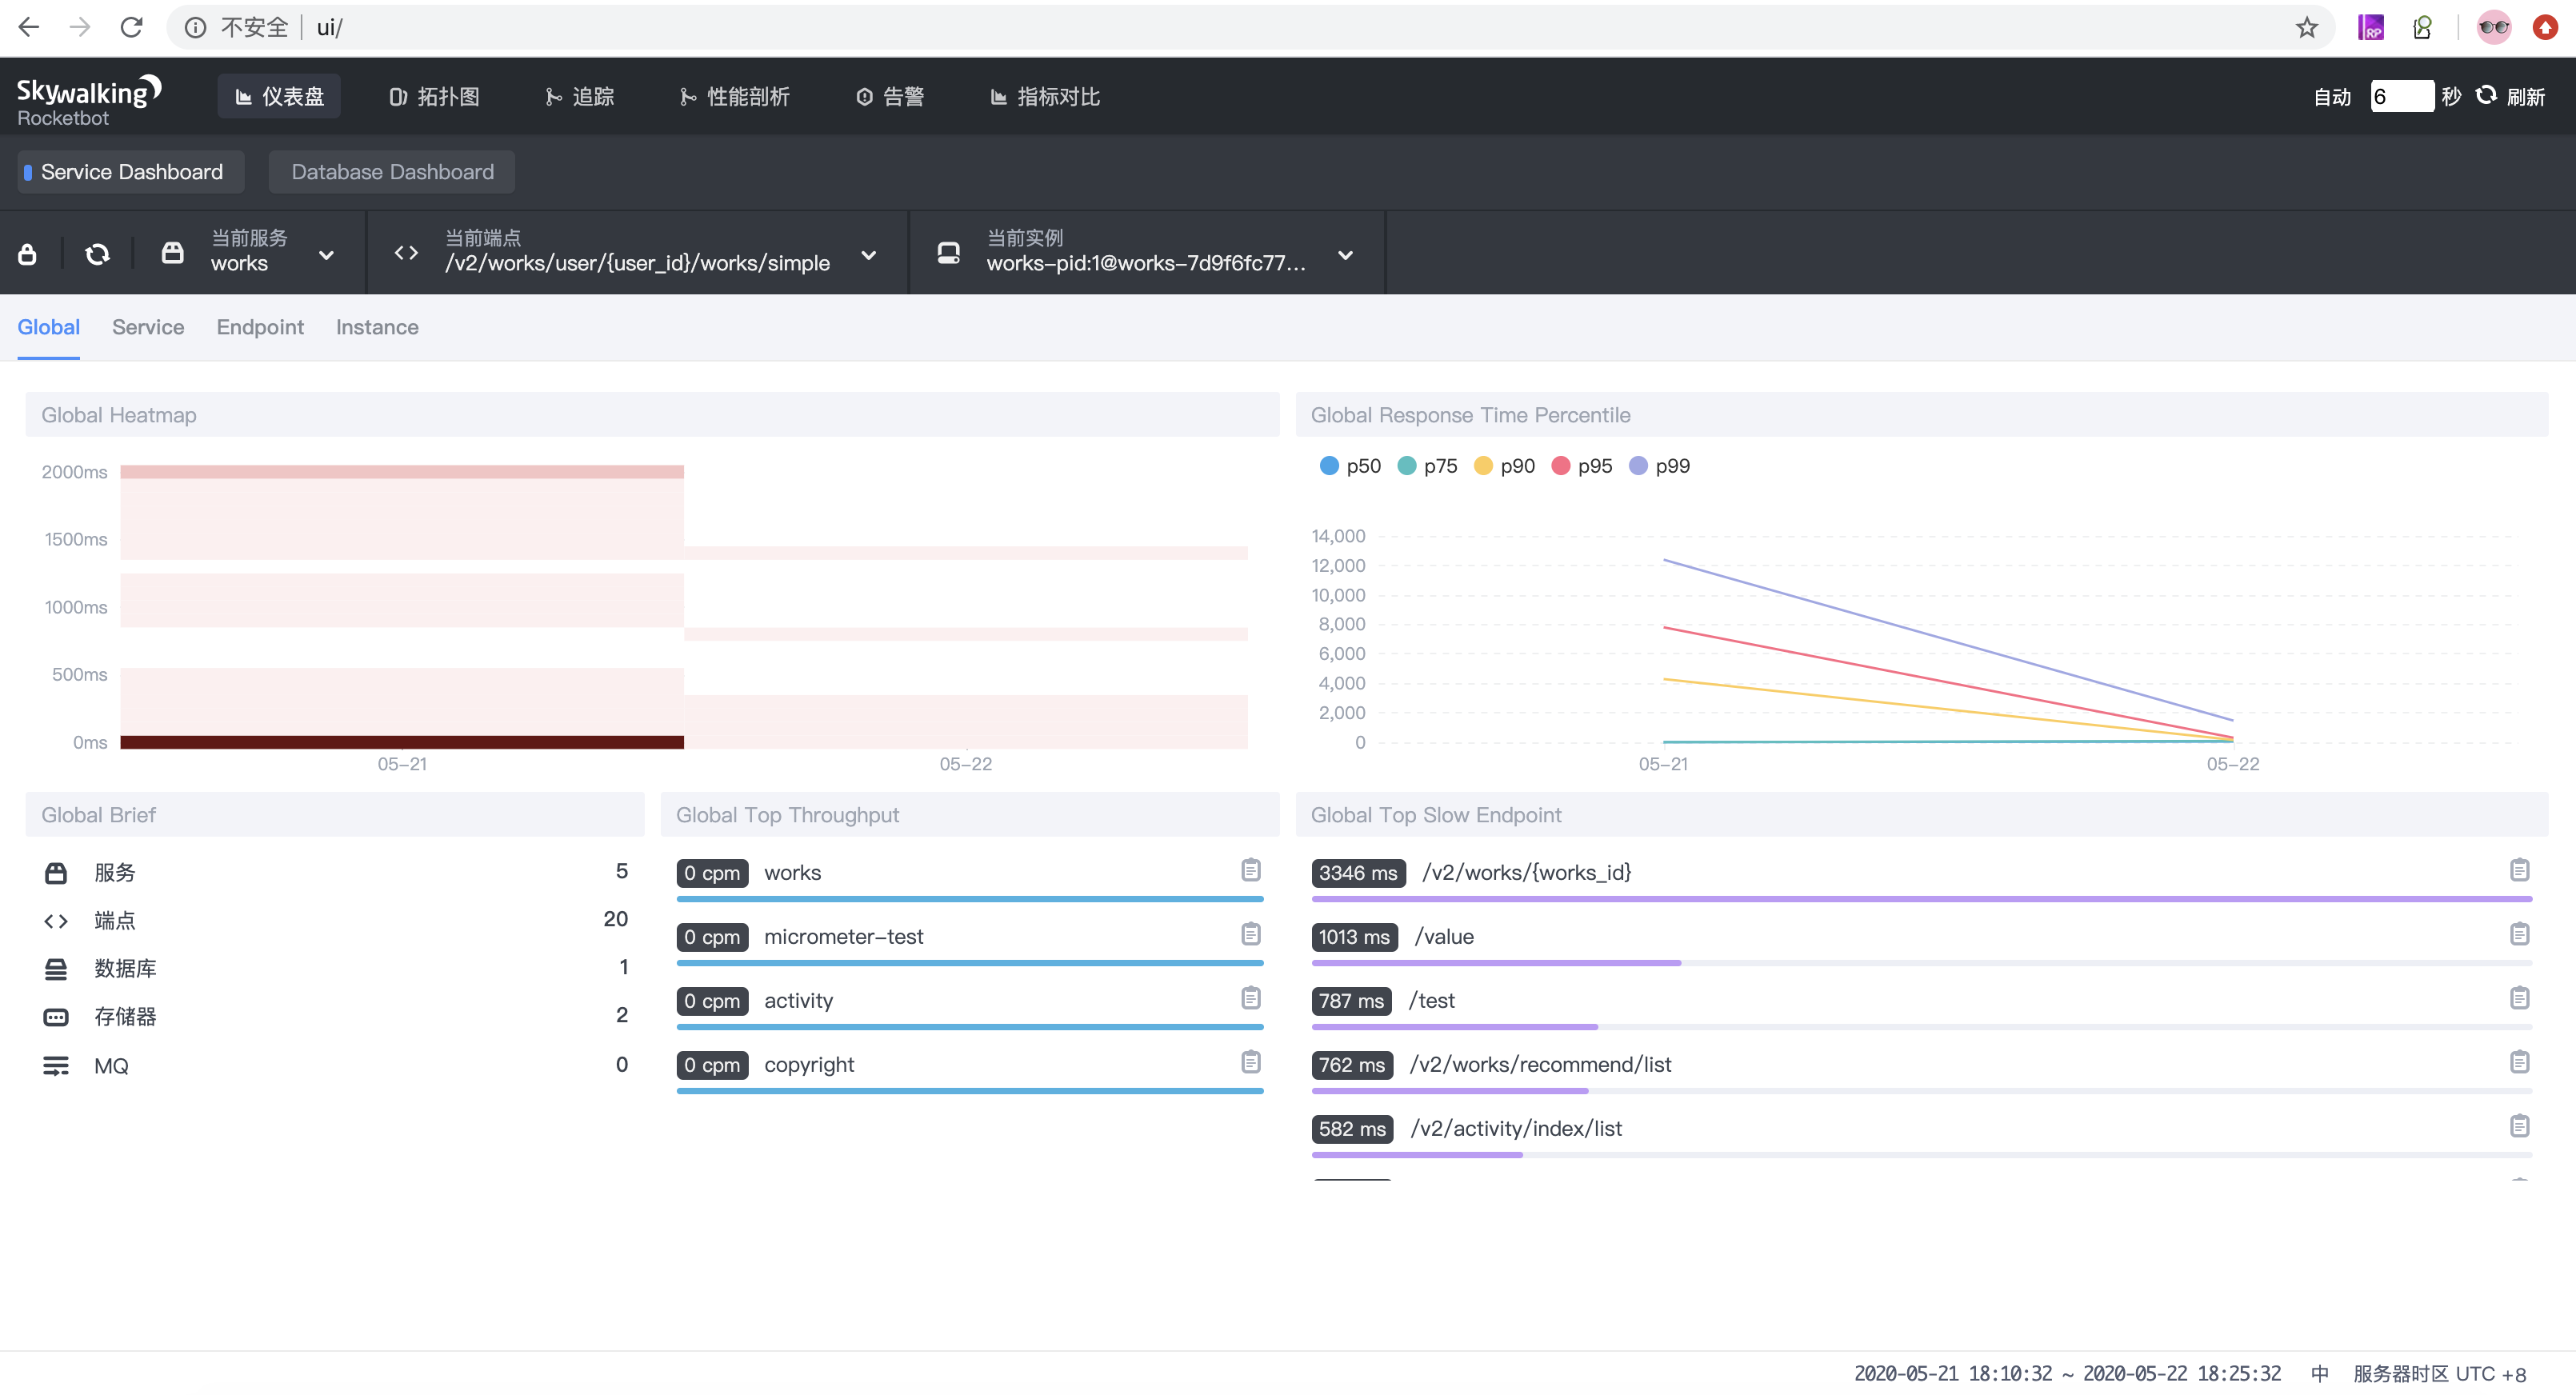 不安全 ui/
Skywalking
Rocketbot
仪表盘 拓扑图 追踪 性能剖析 告警 指标对比 自动 6 秒 刷新
Service Dashboard Database Dashboard
当前服务 当前端点 当前实例
works /v2/works/user/{user_id}/works/simple works-pid:1@works-7d9f6fc77...
Global Service Endpoint Instance
Global Heatmap
2000ms
1500ms
1000ms
500ms
0ms
05-21 05-22
Global Response Time Percentile
p50 p75 p90 p95 p99
14,000
12,000
10,000
8,000
6,000
4,000
2,000
0
05-21 05-22
Global Brief
服务 5
端点 20
数据库 1
存储器 2
MQ 0
Global Top Throughput
0 cpm works
0 cpm micrometer-test
0 cpm activity
0 cpm copyright
Global Top Slow Endpoint
3346 ms /v2/works/{works_id}
1013 ms /value
787 ms /test
762 ms /v2/works/recommend/list
582 ms /v2/activity/index/list
2020-05-21 18:10:32 ~ 2020-05-22 18:25:32 中 服务器时区 UTC +8